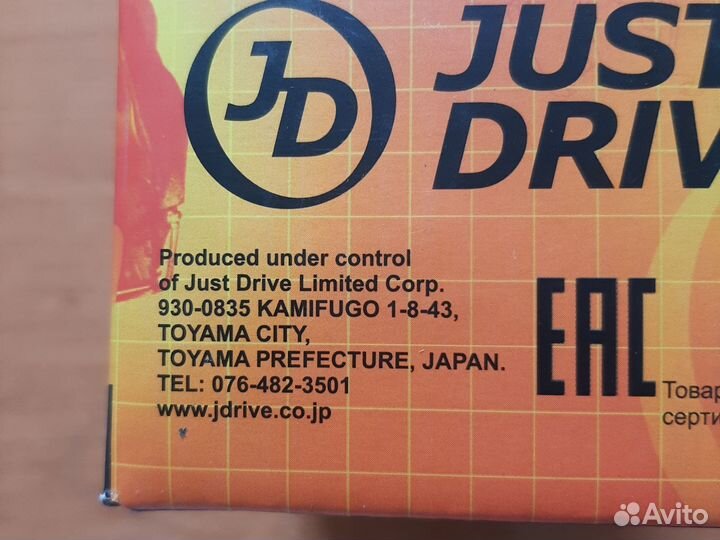 JD
JUST
DRIV
Produced under control
of Just Drive Limited Corp.
930-0835 KAMIFUGO 1-8-43,
TOYAMA CITY,
TOYAMA PREFECTURE, JAPAN.
TEL: 076-482-3501
www.jdrive.co.jp
EAC
Товар
серти
Avito